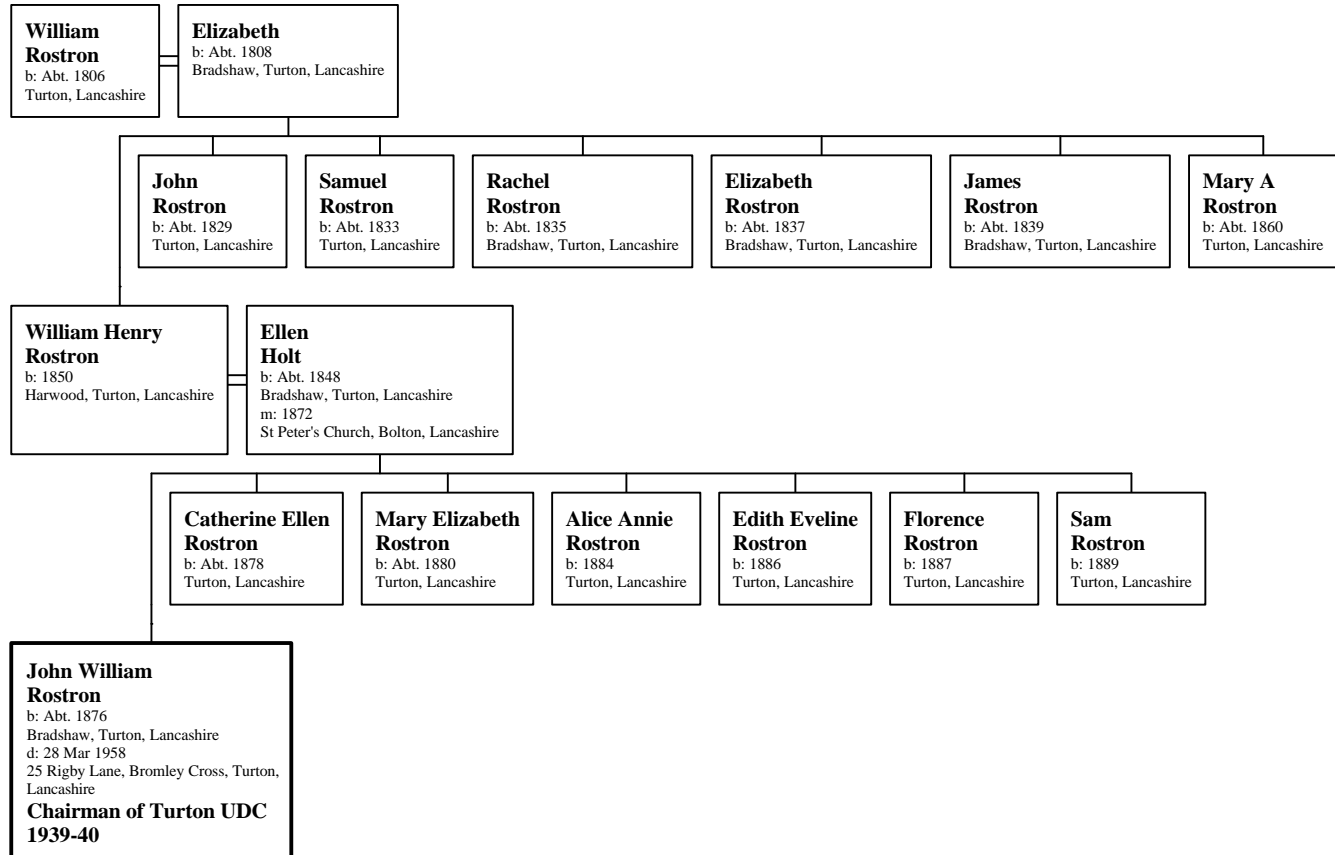 William
Rostron
b: Abt. 1806
Turton, Lancashire
Elizabeth
b: Abt. 1808
Bradshaw, Turton, Lancashire
John
Rostron
b: Abt. 1829
Turton, Lancashire
Samuel
Rostron
b: Abt. 1833
Turton, Lancashire
Rachel
Rostron
b: Abt. 1835
Bradshaw, Turton, Lancashire
Elizabeth
Rostron
b: Abt. 1837
Bradshaw, Turton, Lancashire
James
Rostron
b: Abt. 1839
Bradshaw, Turton, Lancashire
Mary A
Rostron
b: Abt. 1860
Turton, Lancashire
William Henry
Rostron
b: 1850
Harwood, Turton, Lancashire
Ellen
Holt
b: Abt. 1848
Bradshaw, Turton, Lancashire
m: 1872
St Peter's Church, Bolton, Lancashire
Catherine Ellen
Rostron
b: Abt. 1878
Turton, Lancashire
Mary Elizabeth
Rostron
b: Abt. 1880
Turton, Lancashire
Alice Annie
Rostron
b: 1884
Turton, Lancashire
Edith Eveline
Rostron
b: 1886
Turton, Lancashire
Florence
Rostron
b: 1887
Turton, Lancashire
Sam
Rostron
b: 1889
Turton, Lancashire
John William
Rostron
b: Abt. 1876
Bradshaw, Turton, Lancashire
d: 28 Mar 1958
25 Rigby Lane, Bromley Cross, Turton,
Lancashire
Chairman of Turton UDC
1939-40